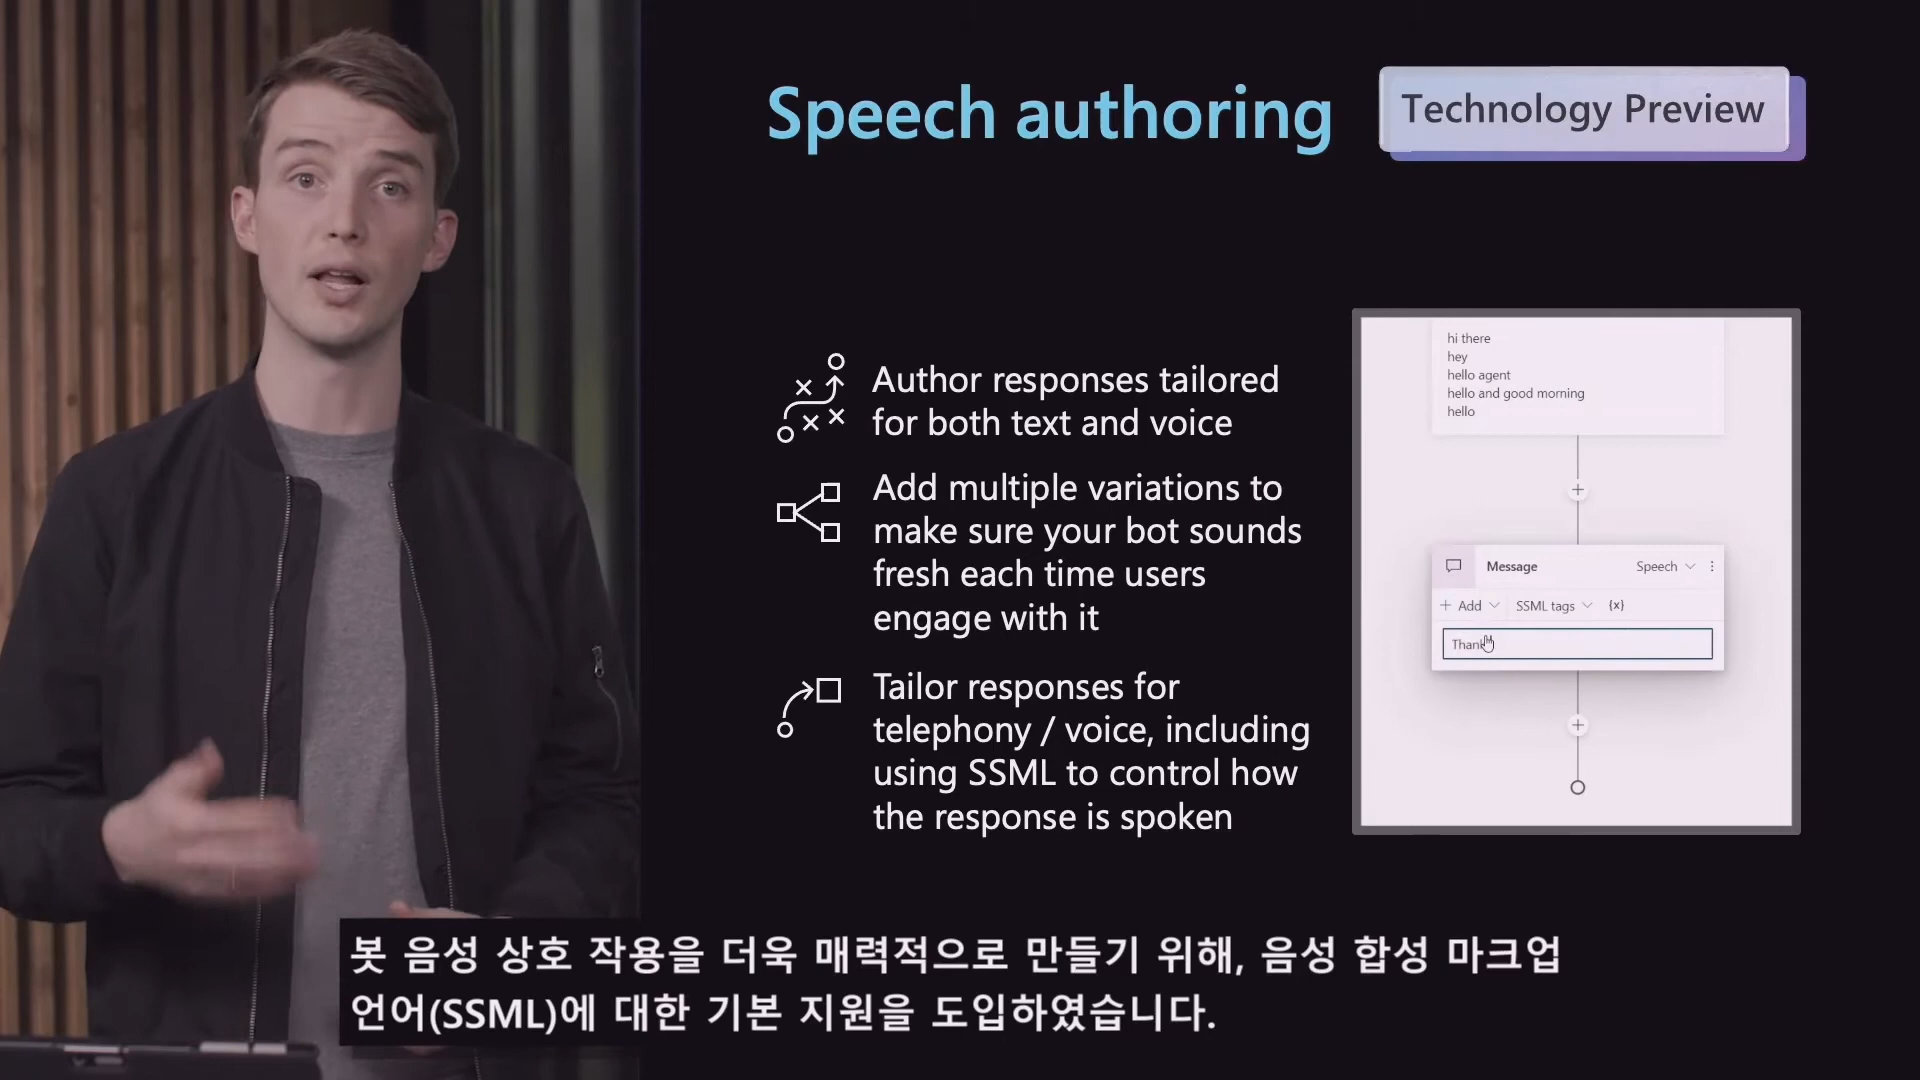 Speech authoring
Technology Preview
Author responses tailored
for both text and voice
Add multiple variations to
make sure your bot sounds
fresh each time users
engage with it
Tailor responses for
telephony / voice, including
using SSML to control how
the response is spoken
hi there
hey
hello agent
hello and good morning
hello
Message
Speech
Add
SSML tags
{x}
Thank
봇 음성 상호 작용을 더욱 매력적으로 만들기 위해, 음성 합성 마크업
언어(SSML)에 대한 기본 지원을 도입하였습니다.